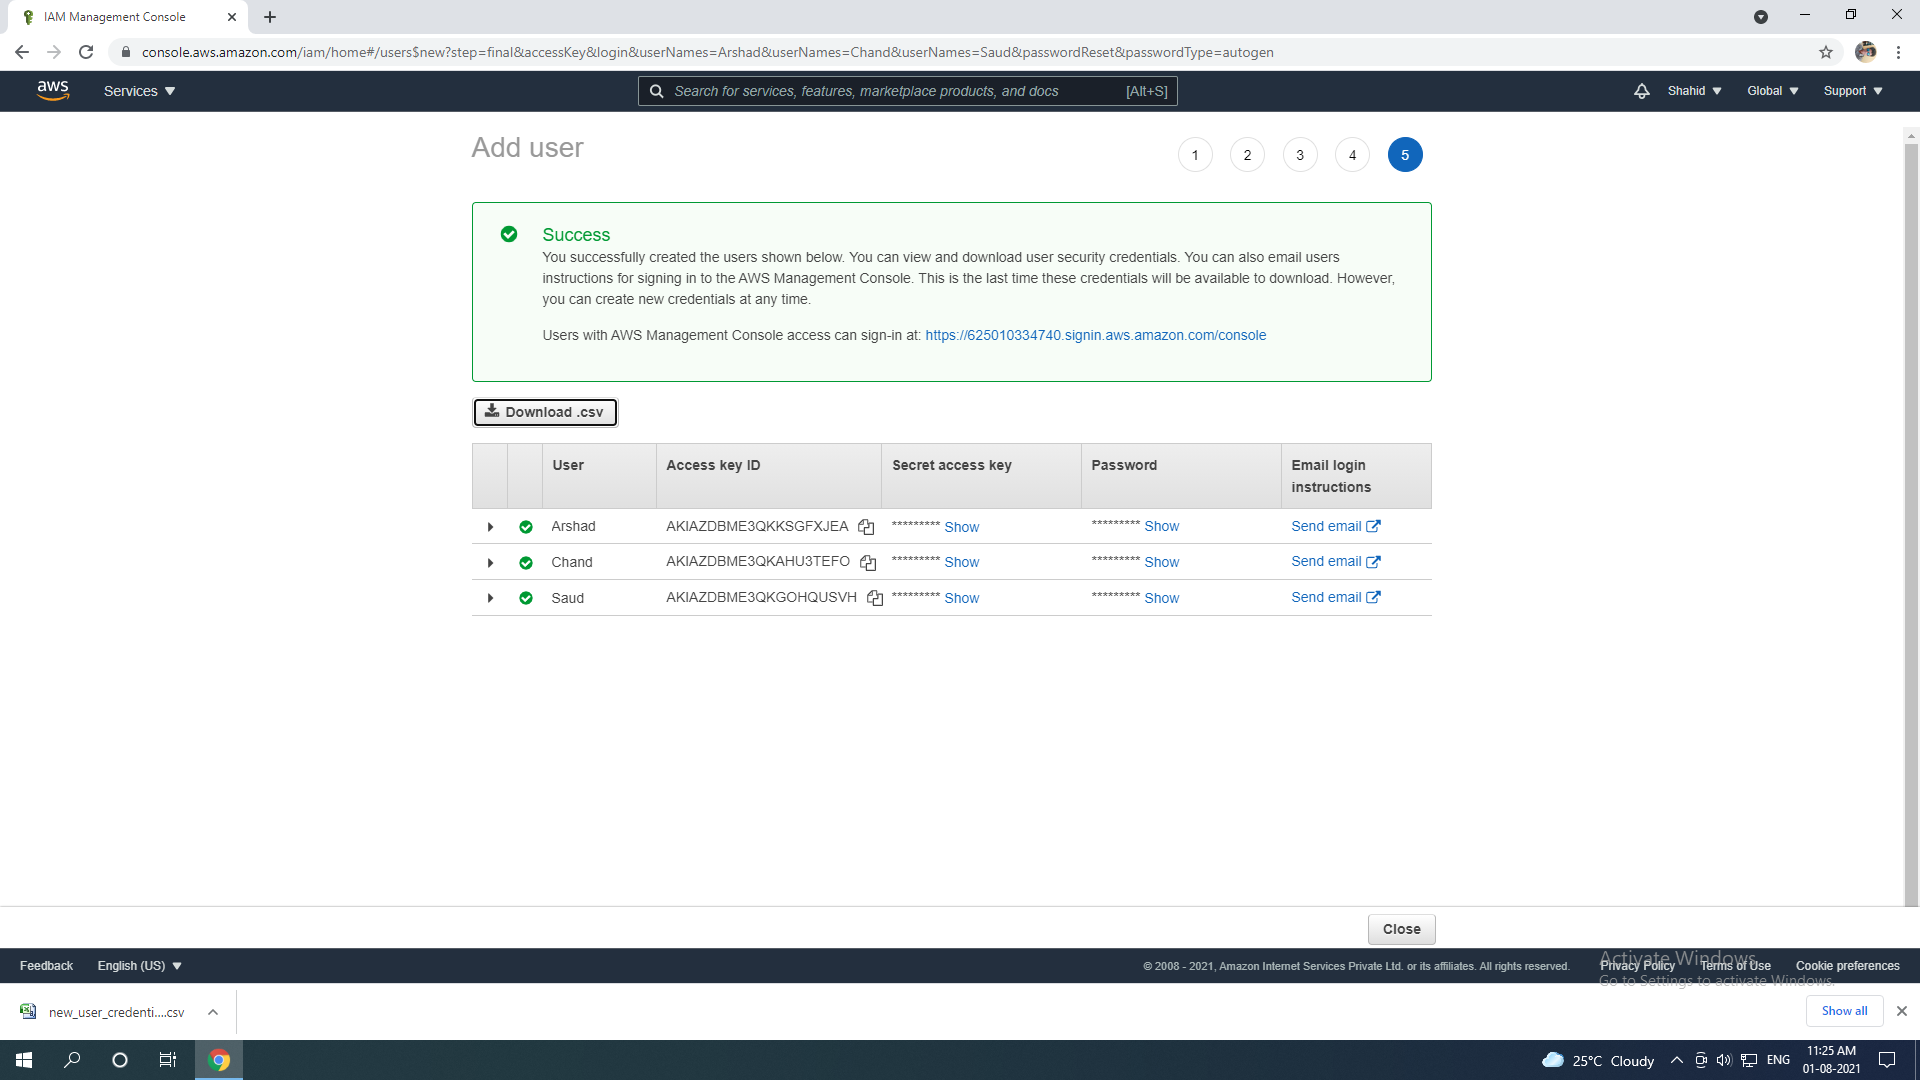 IAM Management Console
console.aws.amazon.com/iam/home#/users$new?step=final&accessKey&login&userNames=Arshad&userNames=Chand&userNames=Saud&passwordReset&passwordType=autogen
aws Services Search for services, features, marketplace products, and docs [Alt+S] Shahid Global Support
Add user 1 2 3 4 5
Success
You successfully created the users shown below. You can view and download user security credentials. You can also email users
instructions for signing in to the AWS Management Console. This is the last time these credentials will be available to download. However,
you can create new credentials at any time.
Users with AWS Management Console access can sign-in at: https://625010334740.signin.aws.amazon.com/console
Download .csv
User Access key ID Secret access key Password Email login
instructions
Arshad AKIAZDBME3QKKSGFXJEA ********* Show ********* Show Send email
Chand AKIAZDBME3QKAHU3TEFO ********* Show ********* Show Send email
Saud AKIAZDBME3QKGOHQUSVH ********* Show ********* Show Send email
Close
Feedback English (US) © 2008 - 2021, Amazon Internet Services Private Ltd. or its affiliates. All rights reserved. Privacy Policy Terms of Use Cookie preferences
Activate Windows
Go to Settings to activate Windows.
new_user_credenti....csv Show all
25°C Cloudy ENG 11:25 AM
01-08-2021